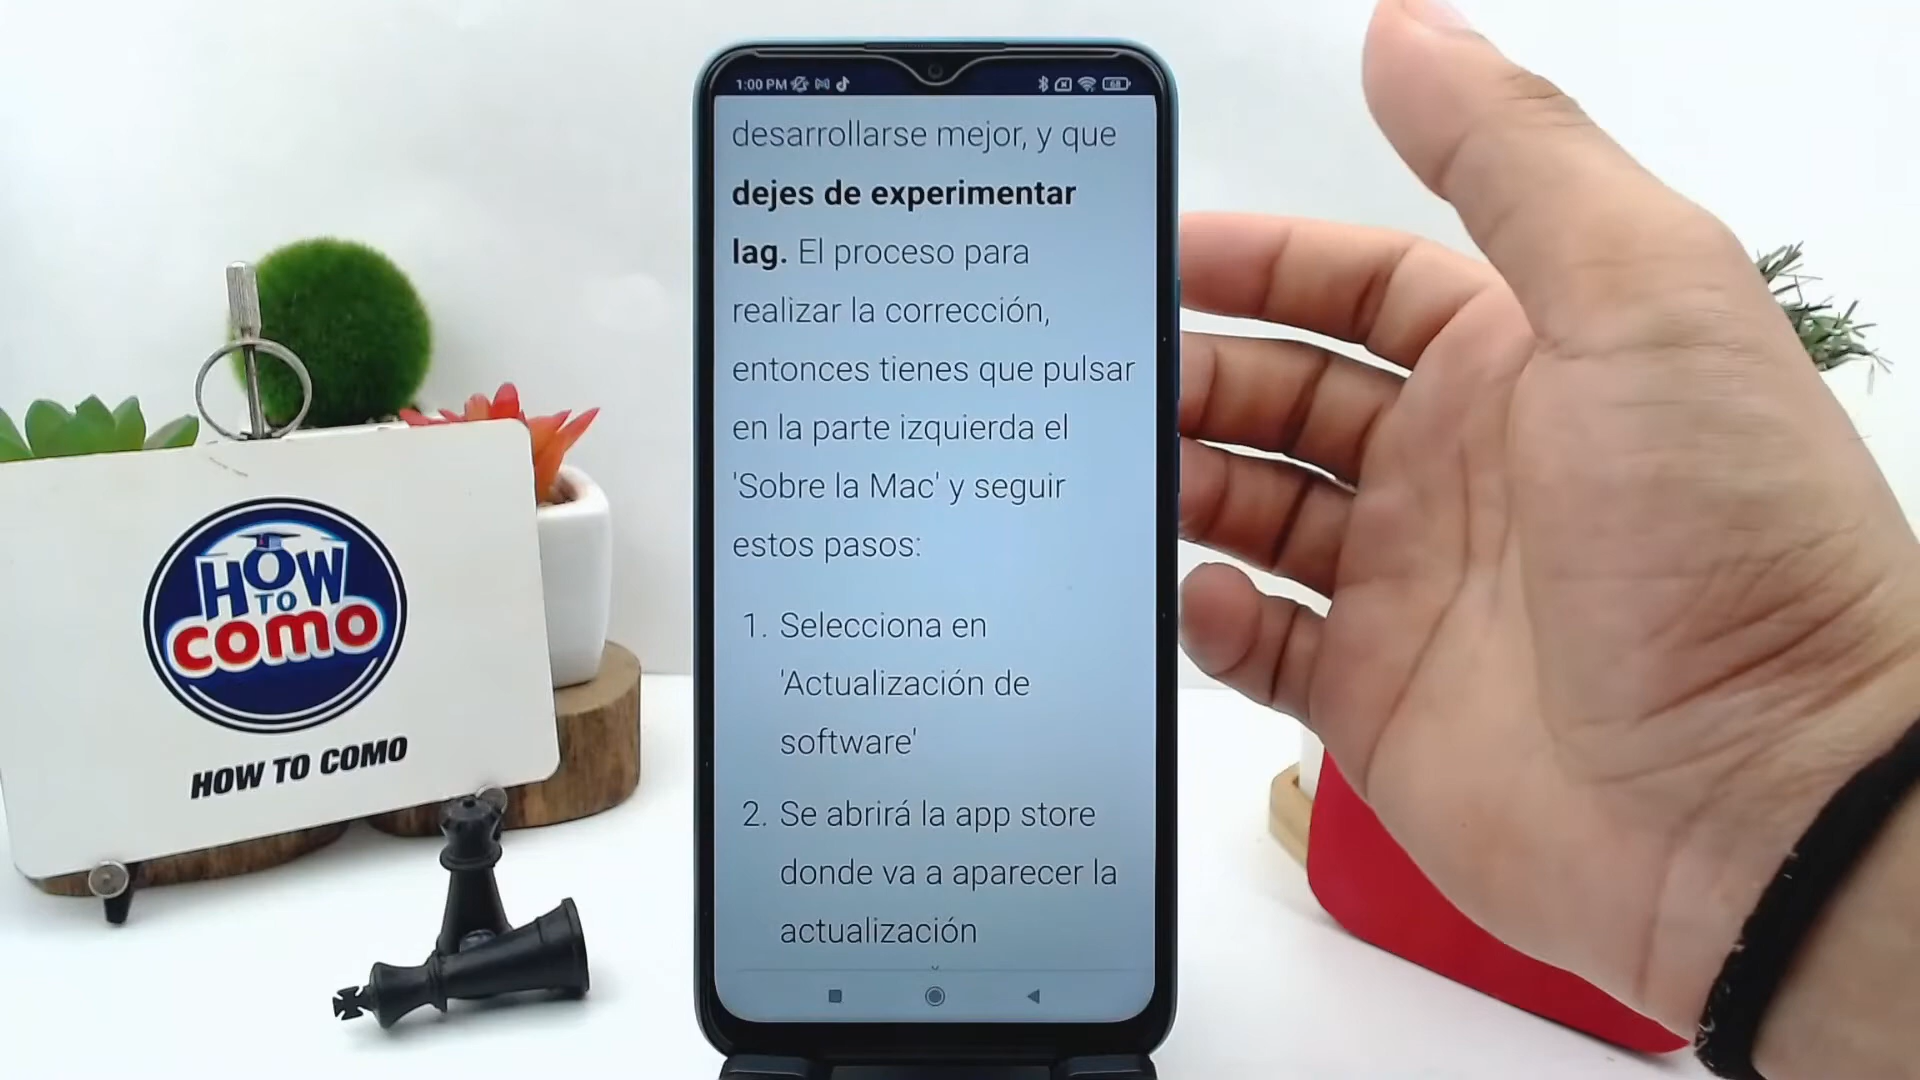 1:00 PM
68
desarrollarse mejor, y que
dejes de experimentar
lag. El proceso para
realizar la corrección,
entonces tienes que pulsar
en la parte izquierda el
'Sobre la Mac' y seguir
estos pasos:
1. Selecciona en
'Actualización de
software'
2. Se abrirá la app store
donde va a aparecer la
actualización
HOW
TO
como
HOW TO COMO